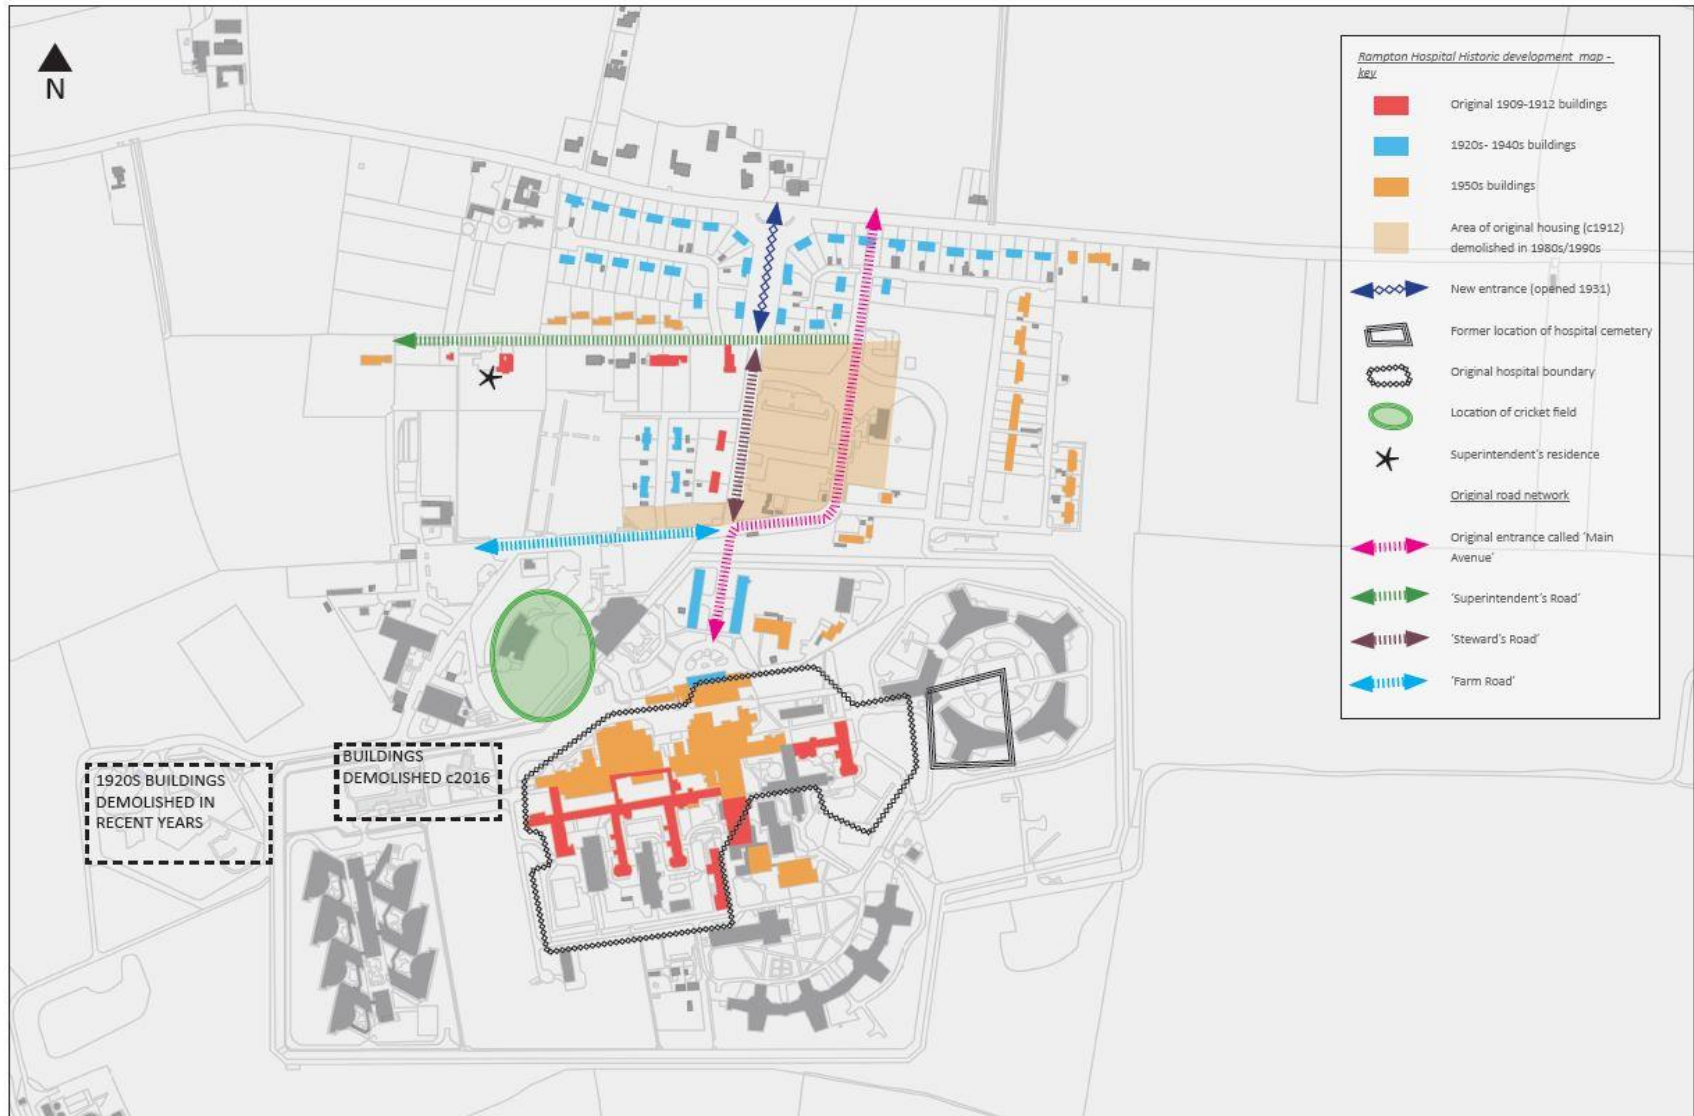 N
Rampton Hospital Historic development map -
key
Original 1909-1912 buildings
1920s- 1940s buildings
1950s buildings
Area of original housing (c1912)
demolished in 1980s/1990s
New entrance (opened 1931)
Former location of hospital cemetery
Original hospital boundary
Location of cricket field
Superintendent's residence
Original road network
Original entrance called 'Main
Avenue'
'Superintendent's Road'
'Steward's Road'
'Farm Road'
BUILDINGS
DEMOLISHED c2016
1920S BUILDINGS
DEMOLISHED IN
RECENT YEARS